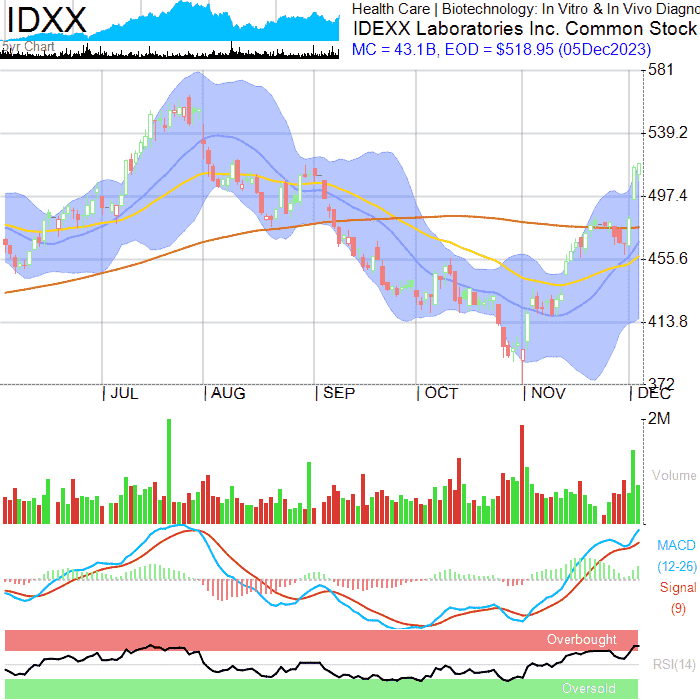 IDXX
5yr Chart
Health Care | Biotechnology: In Vitro & In Vivo Diagno
IDEXX Laboratories Inc. Common Stock
MC = 43.1B, EOD = $518.95 (05Dec2023)
581
539.2
497.4
455.6
413.8
372
| JUL | AUG | SEP | OCT | NOV | DEC
2M
Volume
MACD
(12-26)
Signal
(9)
Overbought
RSI(14)
Oversold